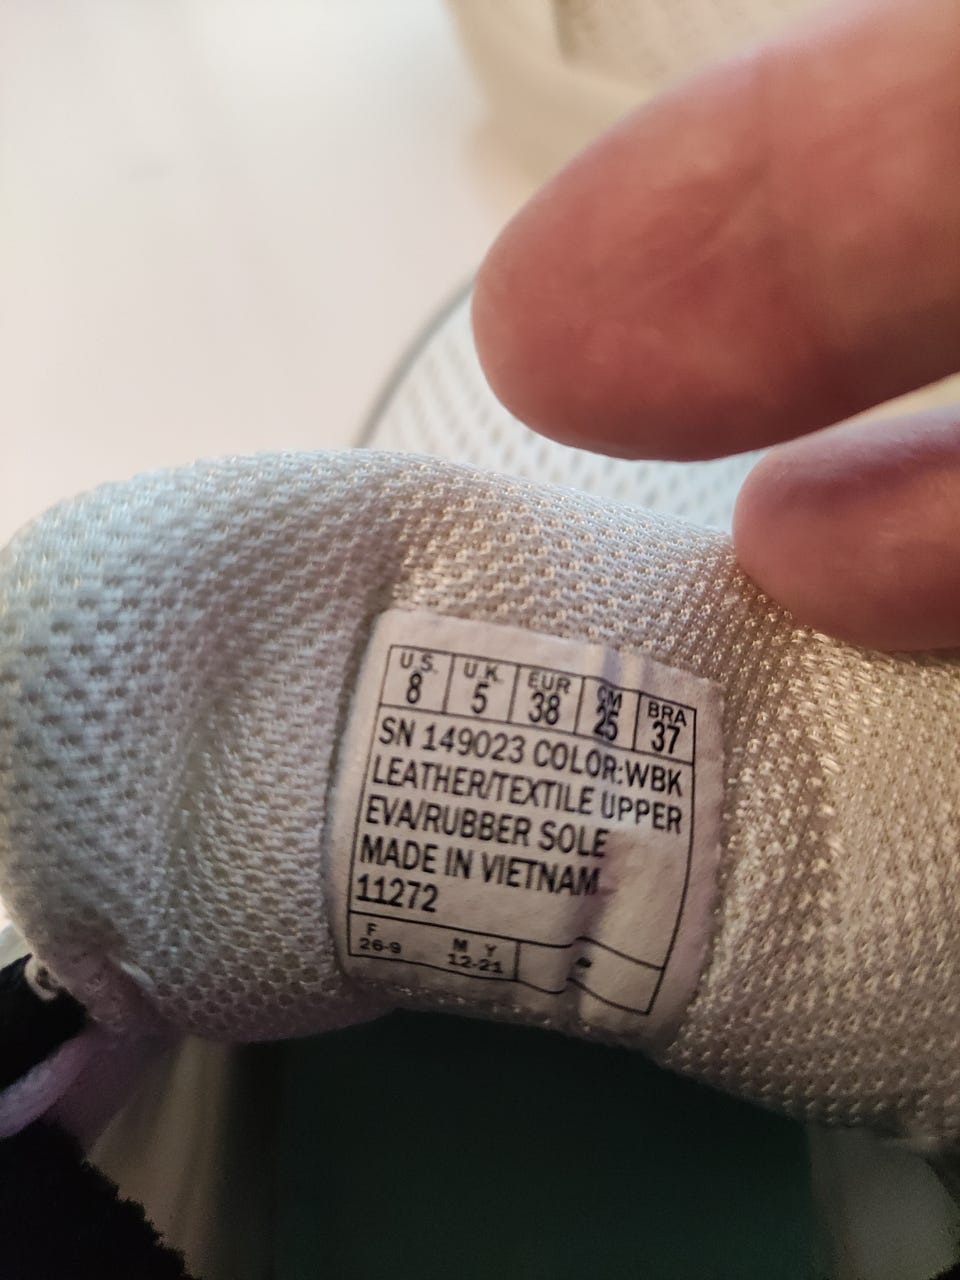 U.S. U.K. EUR CM BRA
8 5 38 25 37
SN 149023 COLOR:WBK
LEATHER/TEXTILE UPPER
EVA/RUBBER SOLE
MADE IN VIETNAM
11272
F M Y
26-9 12-21